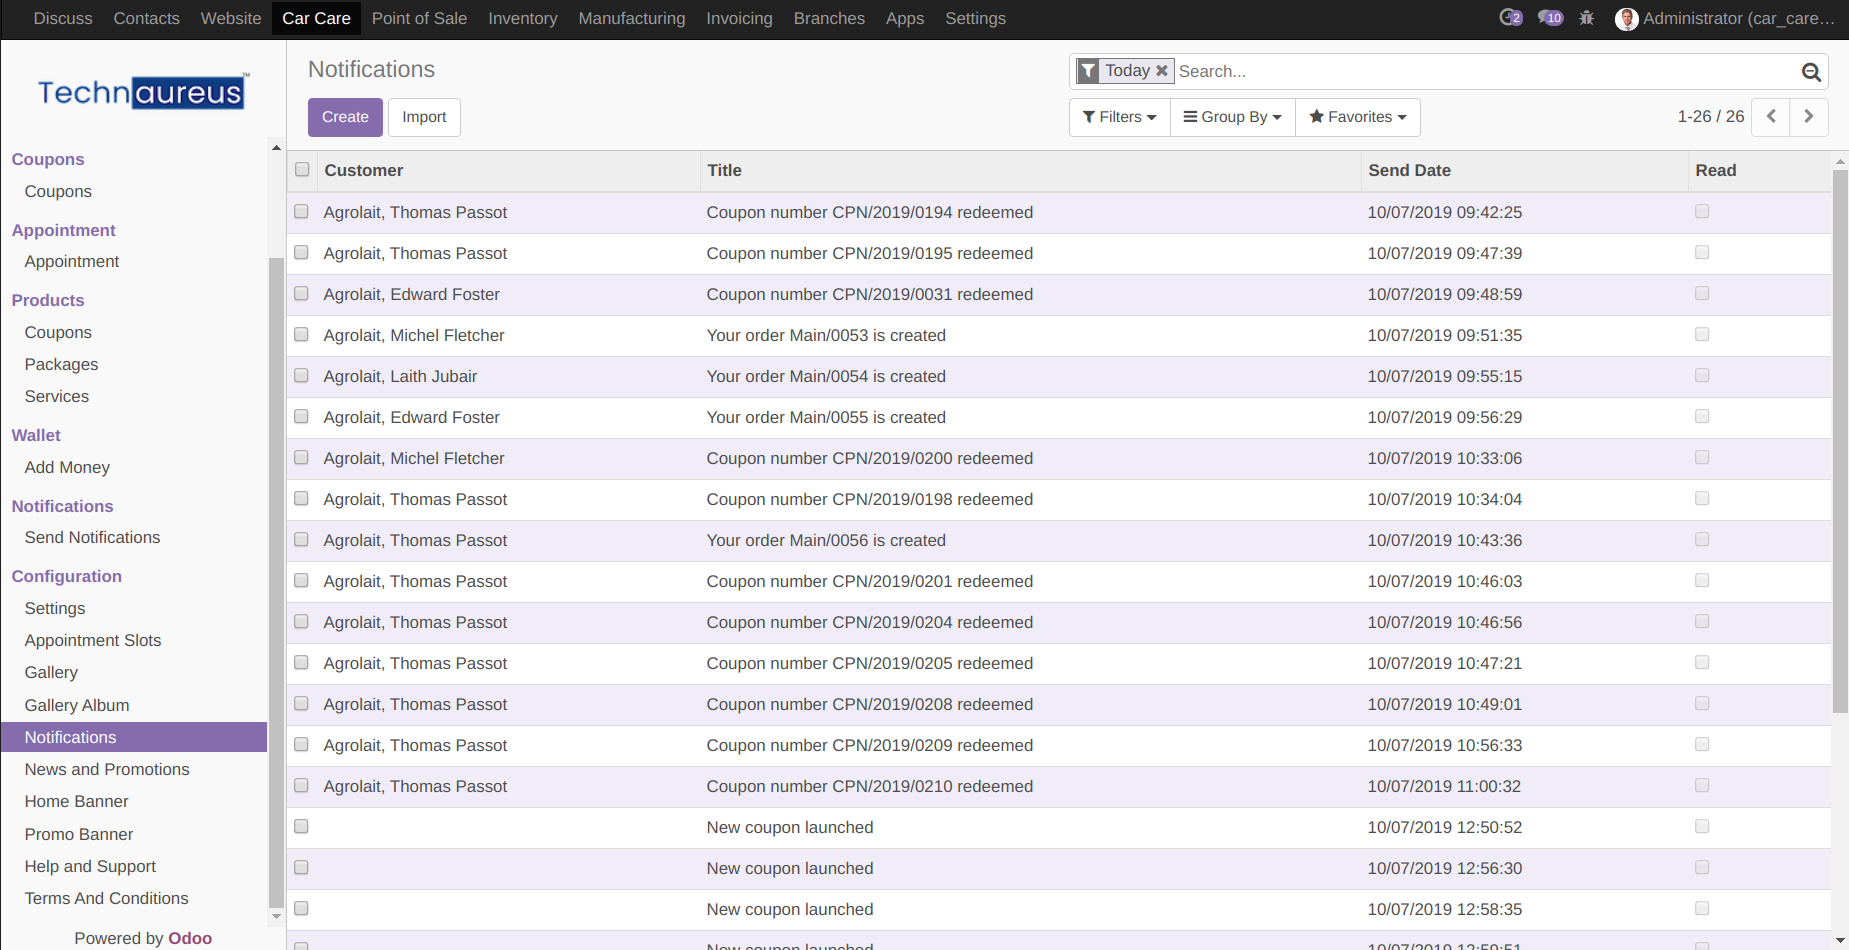 Discuss Contacts Website Car Care Point of Sale Inventory Manufacturing Invoicing Branches Apps Settings 2 10 Administrator (car_care…
Technaureus™
Coupons
Coupons
Appointment
Appointment
Products
Coupons
Packages
Services
Wallet
Add Money
Notifications
Send Notifications
Configuration
Settings
Appointment Slots
Gallery
Gallery Album
Notifications
News and Promotions
Home Banner
Promo Banner
Help and Support
Terms And Conditions
Powered by Odoo
Notifications
Today Search...
Create Import
Filters Group By Favorites 1-26 / 26
Customer Title Send Date Read
Agrolait, Thomas Passot Coupon number CPN/2019/0194 redeemed 10/07/2019 09:42:25
Agrolait, Thomas Passot Coupon number CPN/2019/0195 redeemed 10/07/2019 09:47:39
Agrolait, Edward Foster Coupon number CPN/2019/0031 redeemed 10/07/2019 09:48:59
Agrolait, Michel Fletcher Your order Main/0053 is created 10/07/2019 09:51:35
Agrolait, Laith Jubair Your order Main/0054 is created 10/07/2019 09:55:15
Agrolait, Edward Foster Your order Main/0055 is created 10/07/2019 09:56:29
Agrolait, Michel Fletcher Coupon number CPN/2019/0200 redeemed 10/07/2019 10:33:06
Agrolait, Thomas Passot Coupon number CPN/2019/0198 redeemed 10/07/2019 10:34:04
Agrolait, Thomas Passot Your order Main/0056 is created 10/07/2019 10:43:36
Agrolait, Thomas Passot Coupon number CPN/2019/0201 redeemed 10/07/2019 10:46:03
Agrolait, Thomas Passot Coupon number CPN/2019/0204 redeemed 10/07/2019 10:46:56
Agrolait, Thomas Passot Coupon number CPN/2019/0205 redeemed 10/07/2019 10:47:21
Agrolait, Thomas Passot Coupon number CPN/2019/0208 redeemed 10/07/2019 10:49:01
Agrolait, Thomas Passot Coupon number CPN/2019/0209 redeemed 10/07/2019 10:56:33
Agrolait, Thomas Passot Coupon number CPN/2019/0210 redeemed 10/07/2019 11:00:32
New coupon launched 10/07/2019 12:50:52
New coupon launched 10/07/2019 12:56:30
New coupon launched 10/07/2019 12:58:35
New coupon launched 10/07/2019 12:59:51